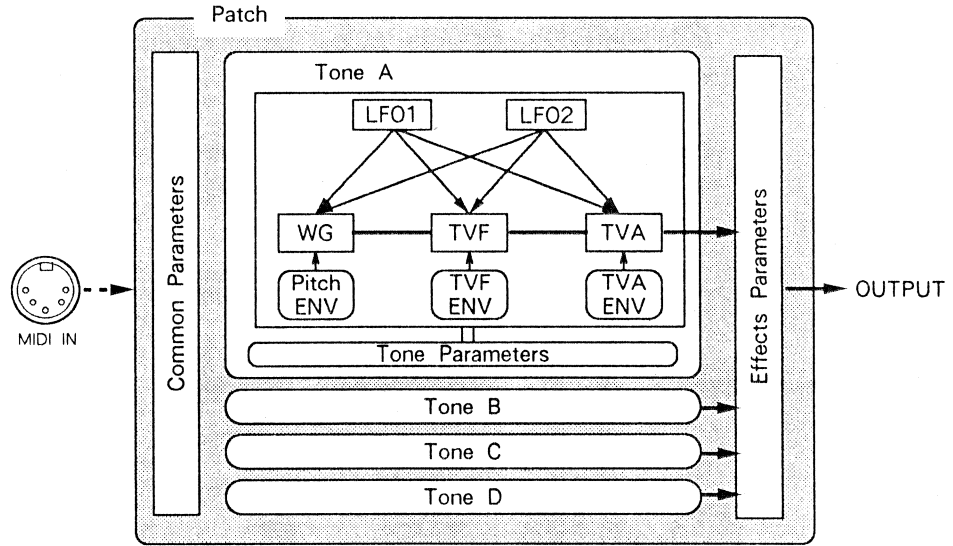 Patch
Tone A
LFO1
LFO2
WG
TVF
TVA
Pitch
ENV
TVF
ENV
TVA
ENV
Tone Parameters
Tone B
Tone C
Tone D
Common Parameters
Effects Parameters
MIDI IN
OUTPUT